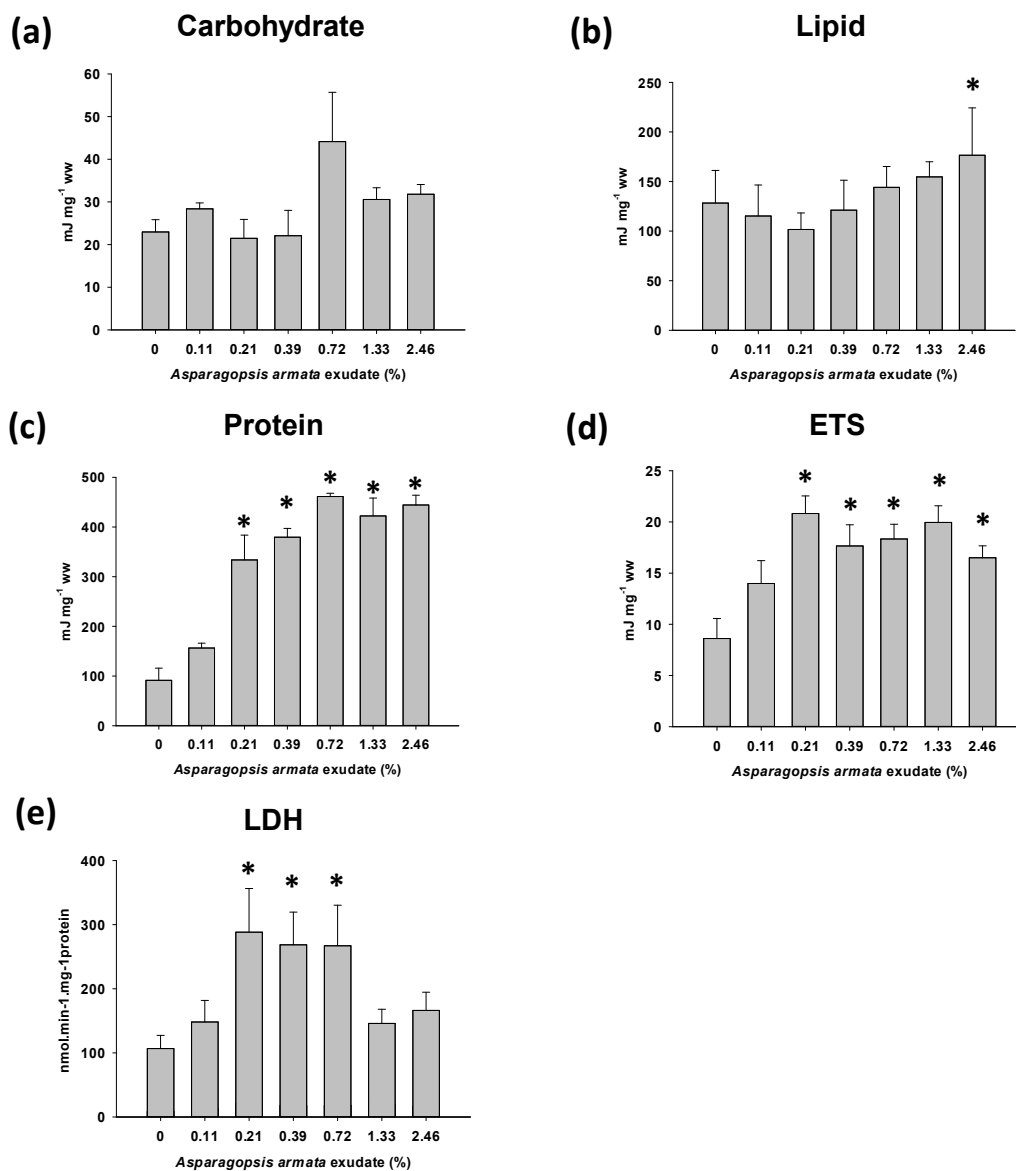 (a) Carbohydrate
60
50
40
30
20
10
0
mJ mg-1 ww
0 0.11 0.21 0.39 0.72 1.33 2.46
Asparagopsis armata exudate (%)
(b) Lipid
250
200
150
100
50
0
mJ mg-1 ww
*
0 0.11 0.21 0.39 0.72 1.33 2.46
Asparagopsis armata exudate (%)
(c) Protein
500
400
300
200
100
0
mJ mg-1 ww
* * * * *
0 0.11 0.21 0.39 0.72 1.33 2.46
Asparagopsis armata exudate (%)
(d) ETS
25
20
15
10
5
0
mJ mg-1 ww
* * * * *
0 0.11 0.21 0.39 0.72 1.33 2.46
Asparagopsis armata exudate (%)
(e) LDH
400
300
200
100
0
nmol.min-1.mg-1protein
* * *
0 0.11 0.21 0.39 0.72 1.33 2.46
Asparagopsis armata exudate (%)